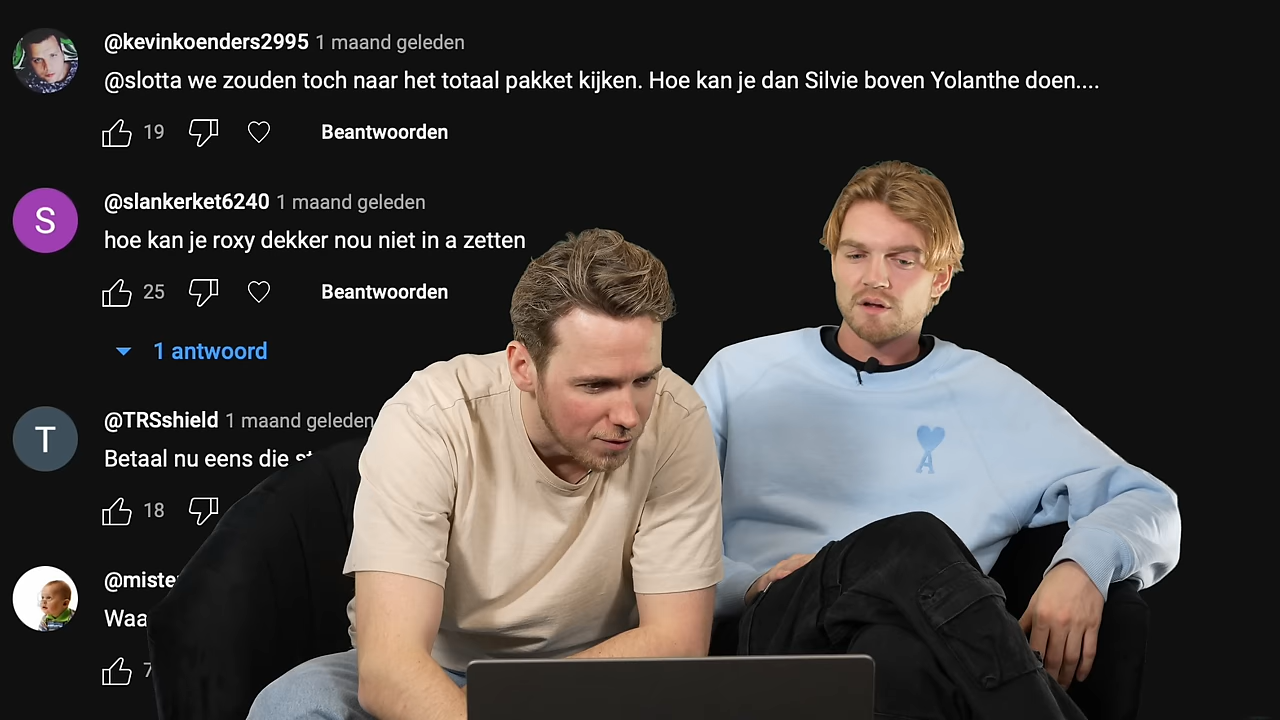 @kevinkoenders2995 1 maand geleden
@slotta we zouden toch naar het totaal pakket kijken. Hoe kan je dan Silvie boven Yolanthe doen....
19 Beantwoorden
S
@slankerket6240 1 maand geleden
hoe kan je roxy dekker nou niet in a zetten
25 Beantwoorden
1 antwoord
T
@TRSshield 1 maand geleden
Betaal nu eens die
18
A